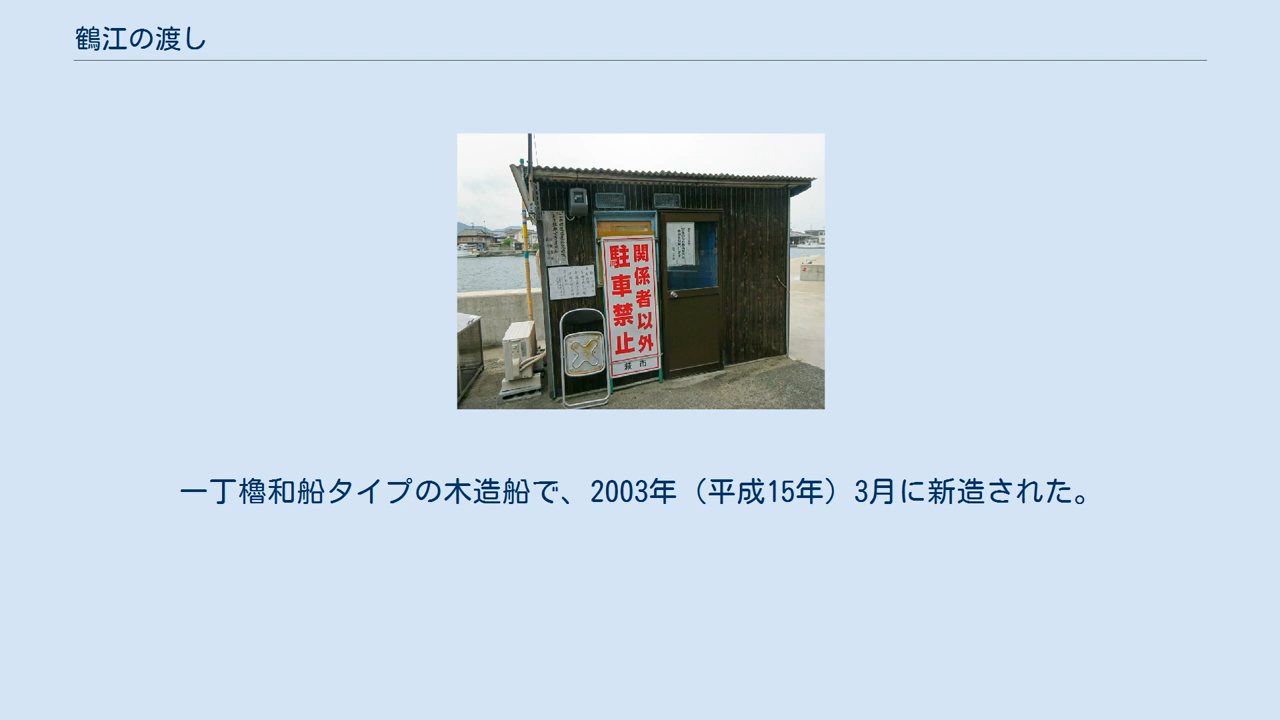 鶴江の渡し
関係者以外
駐車禁止
萩市
一丁櫓和船タイプの木造船で、2003年（平成15年）3月に新造された。